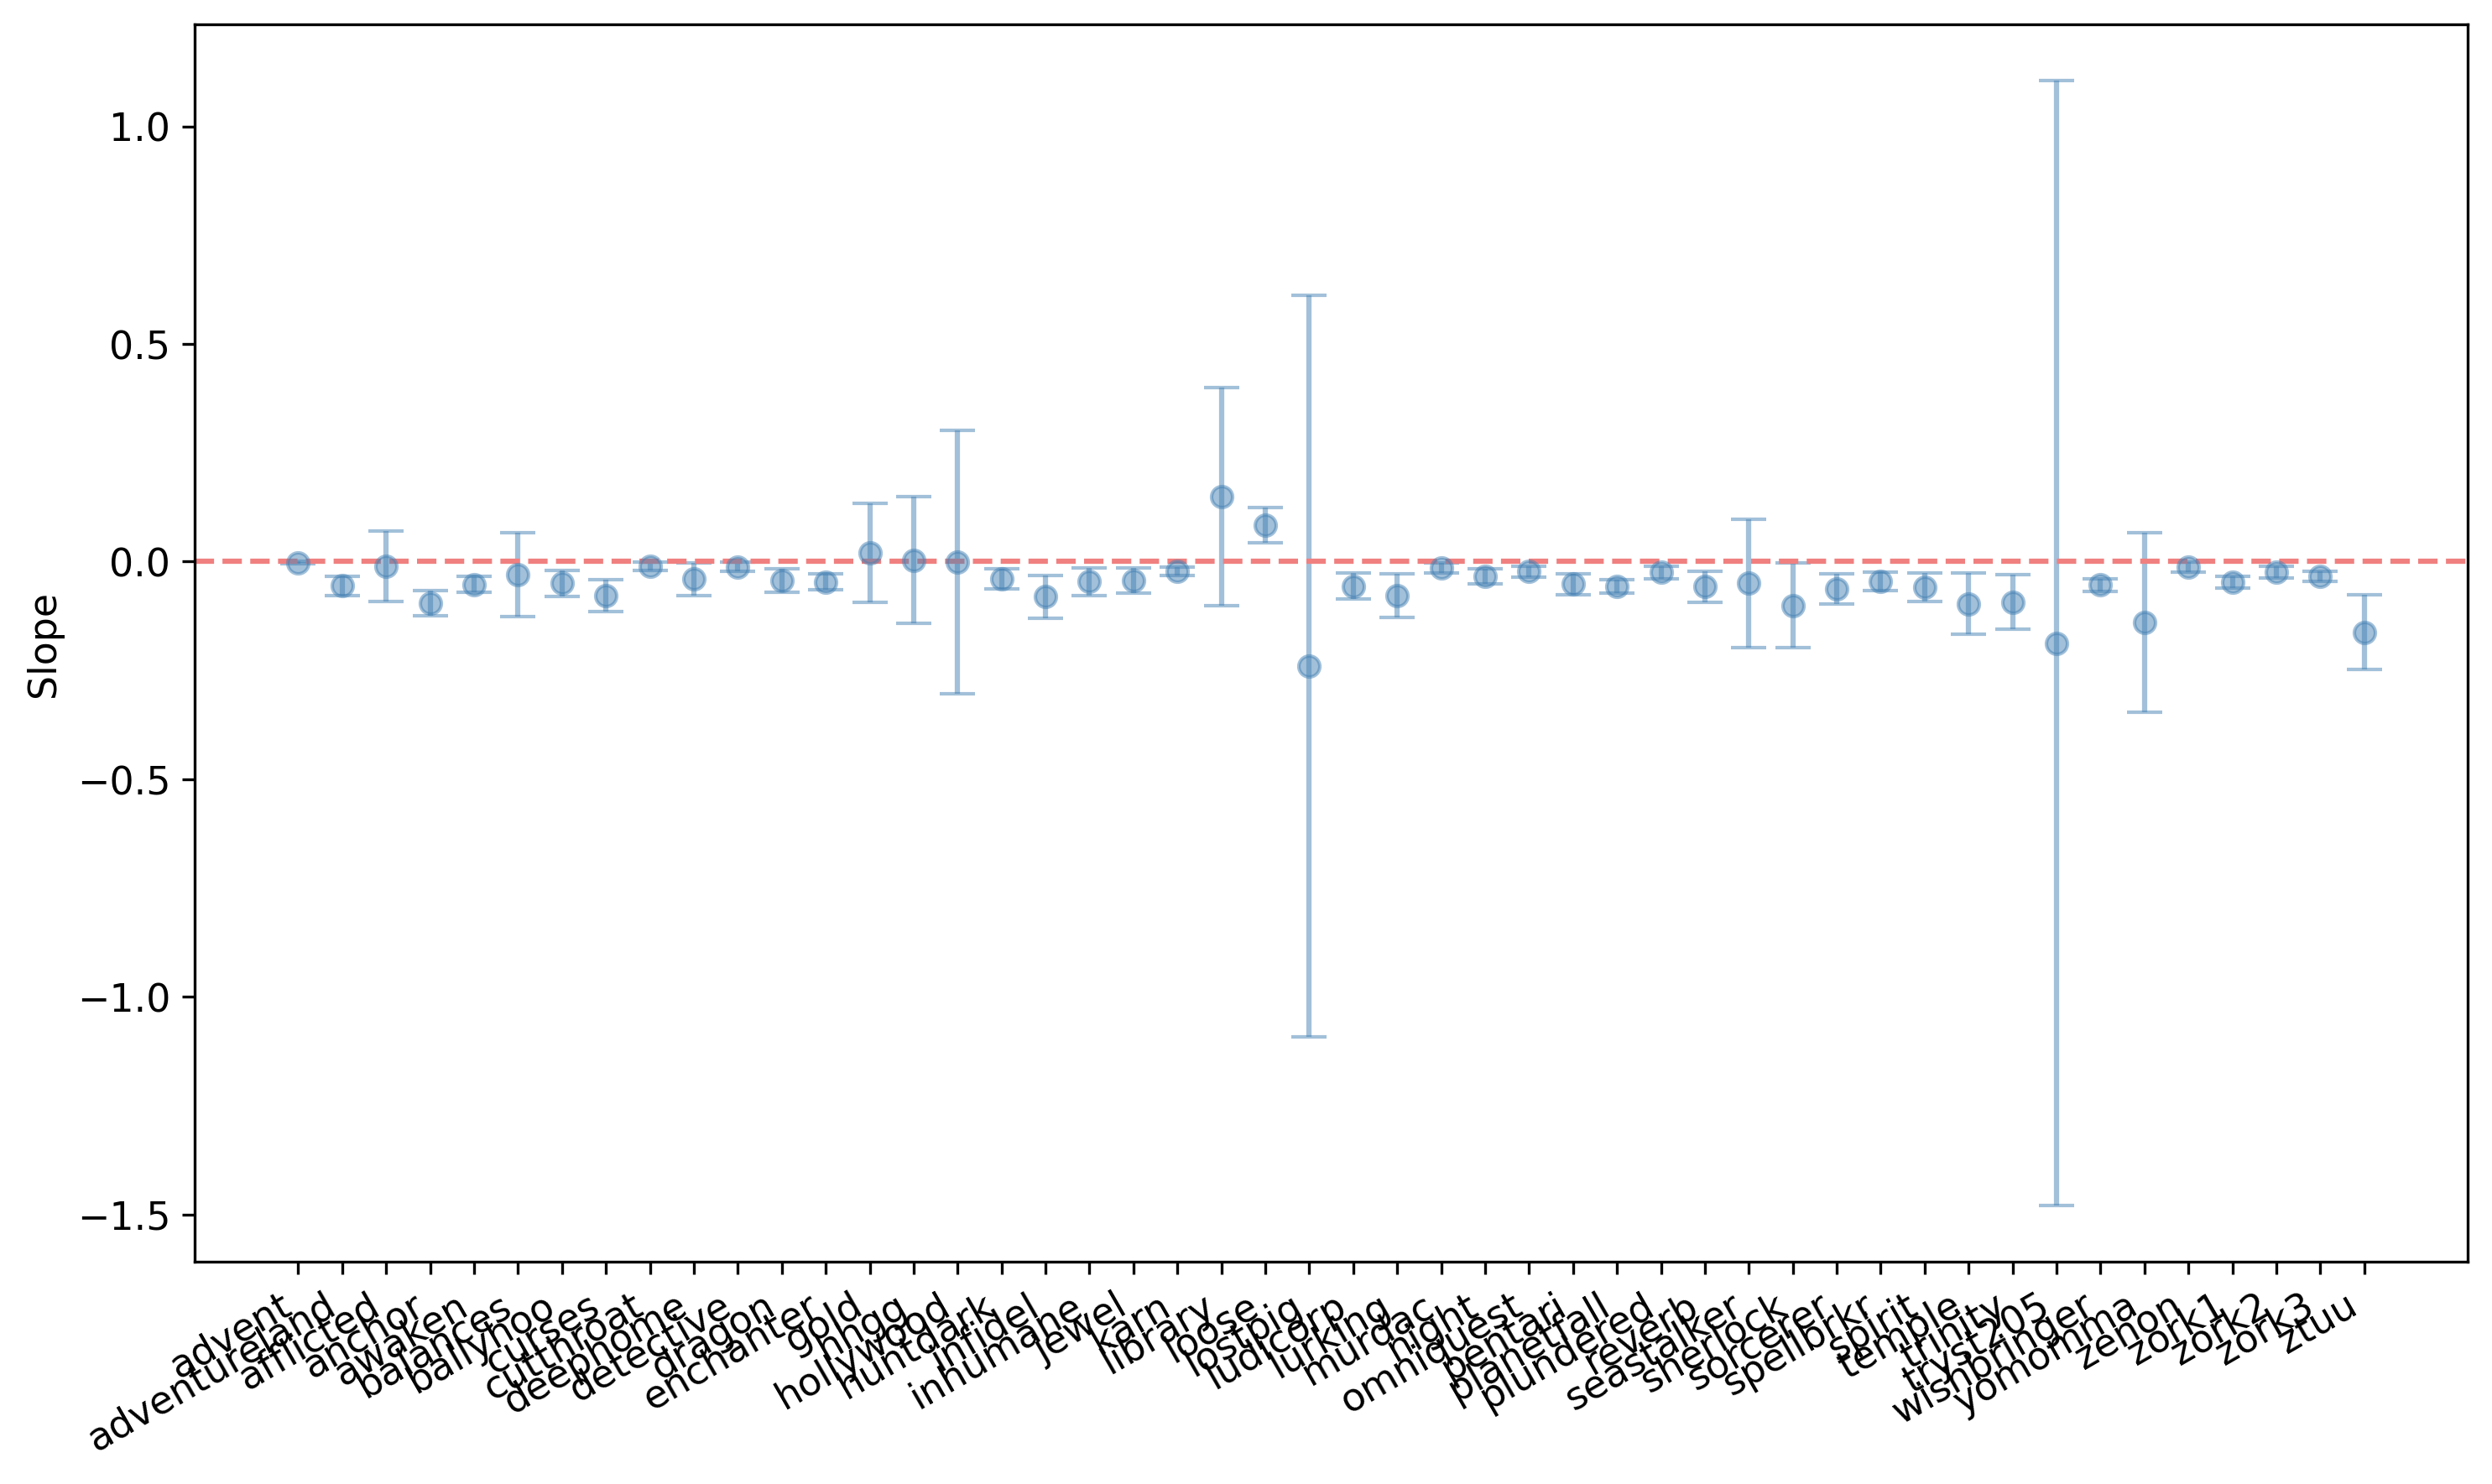 Slope
1.0
0.5
0.0
−0.5
−1.0
−1.5
advent
adventureland
afflicted
anchor
awaken
balances
ballyhoo
curses
cutthroat
deephome
detective
dragon
enchanter
gold
hhgg
hollywood
huntdark
infidel
inhumane
jewel
karn
library
loose
lostpig
ludicorp
lurking
murdac
night
omniquest
pentari
planetfall
plundered
reverb
seastalker
sherlock
sorcerer
spellbrkr
spirit
temple
trinity
tryst205
wishbringer
yomomma
zenon
zork1
zork2
zork3
ztuu